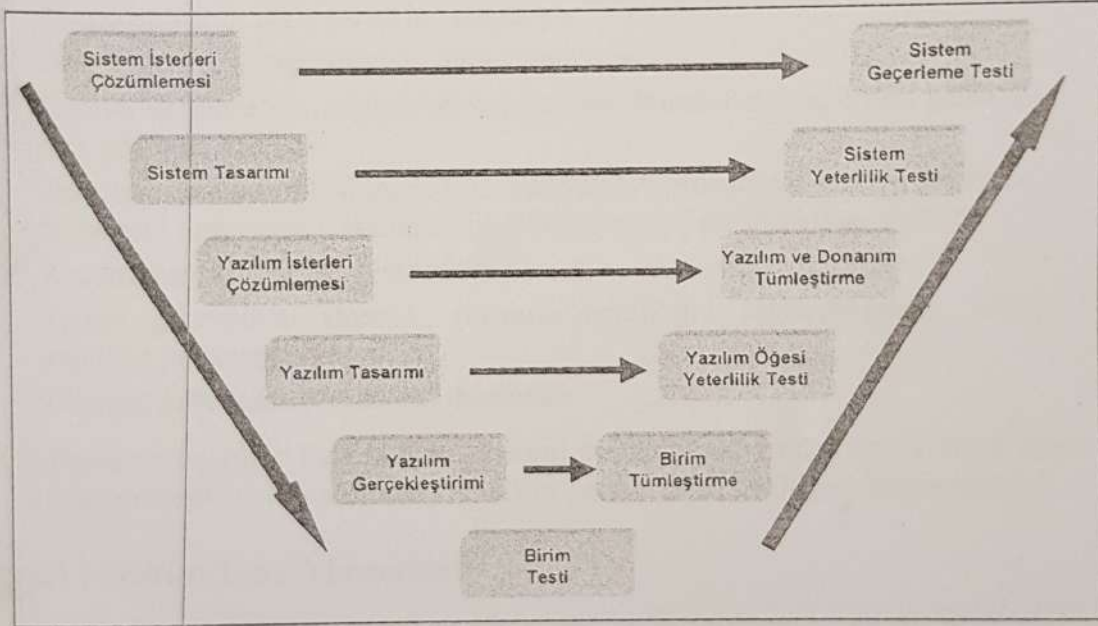 Sistem İsterleri
Çözümlemesi
Sistem
Geçerleme Testi
Sistem Tasarımı
Sistem
Yeterlilik Testi
Yazılım İsterleri
Çözümlemesi
Yazılım ve Donanım
Tümleştirme
Yazılım Tasarımı
Yazılım Öğesi
Yeterlilik Testi
Yazılım
Gerçekleştirimi
Birim
Tümleştirme
Birim
Testi